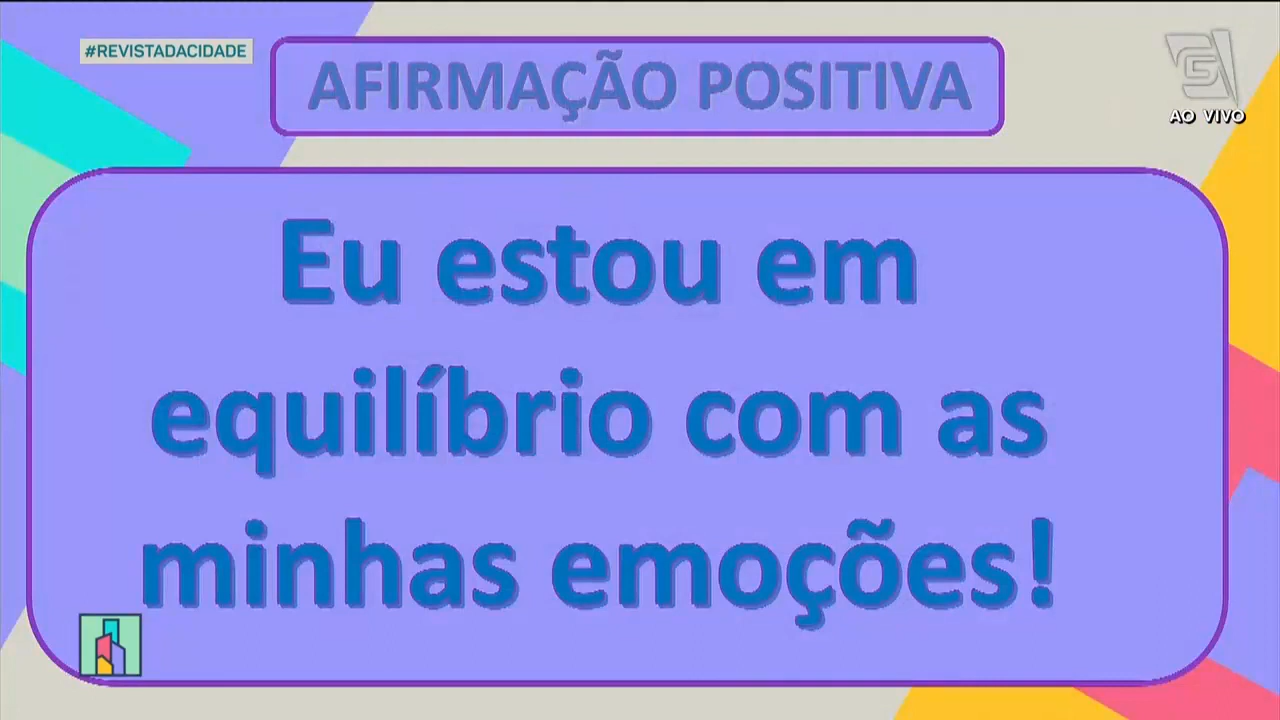 #REVISTADACIDADE
AFIRMAÇÃO POSITIVA
AO VIVO
Eu estou em
equilíbrio com as
minhas emoções!